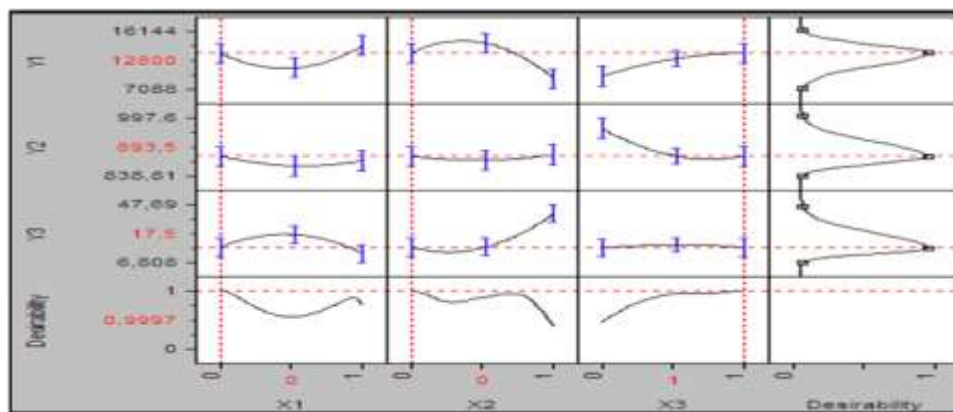 Y1
16144
12800
7088
Y2
997,6
893,5
838,61
Y3
47,69
17,5
6,808
Desirability
1
0,9997
0
0
0
1
0
0
1
0
1
1
0
1
X1
X2
X3
Desirability